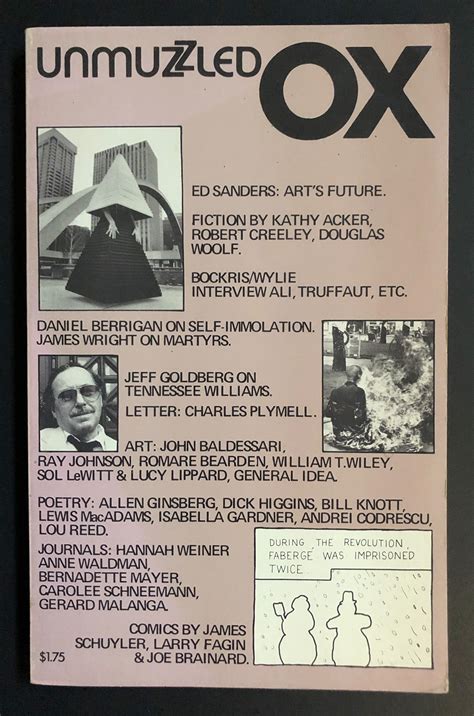 UNMUZZLED OX
ED SANDERS: ART'S FUTURE.
FICTION BY KATHY ACKER,
ROBERT CREELEY, DOUGLAS
WOOLF.
BOCKRIS/WYLIE
INTERVIEW ALI, TRUFFAUT, ETC.
DANIEL BERRIGAN ON SELF-IMMOLATION.
JAMES WRIGHT ON MARTYRS.
JEFF GOLDBERG ON
TENNESSEE WILLIAMS.
LETTER: CHARLES PLYMELL.
ART: JOHN BALDESSARI,
RAY JOHNSON, ROMARE BEARDEN, WILLIAM T. WILEY,
SOL LeWITT & LUCY LIPPARD, GENERAL IDEA.
POETRY: ALLEN GINSBERG, DICK HIGGINS, BILL KNOTT,
LEWIS MacADAMS, ISABELLA GARDNER, ANDREI CODRESCU,
LOU REED.
JOURNALS: HANNAH WEINER
ANNE WALDMAN,
BERNADETTE MAYER,
CAROLEE SCHNEEMANN,
GERARD MALANGA.
DURING THE REVOLUTION,
FABERGE WAS IMPRISONED
TWICE.
COMICS BY JAMES
SCHUYLER, LARRY FAGIN
& JOE BRAINARD.
$1.75